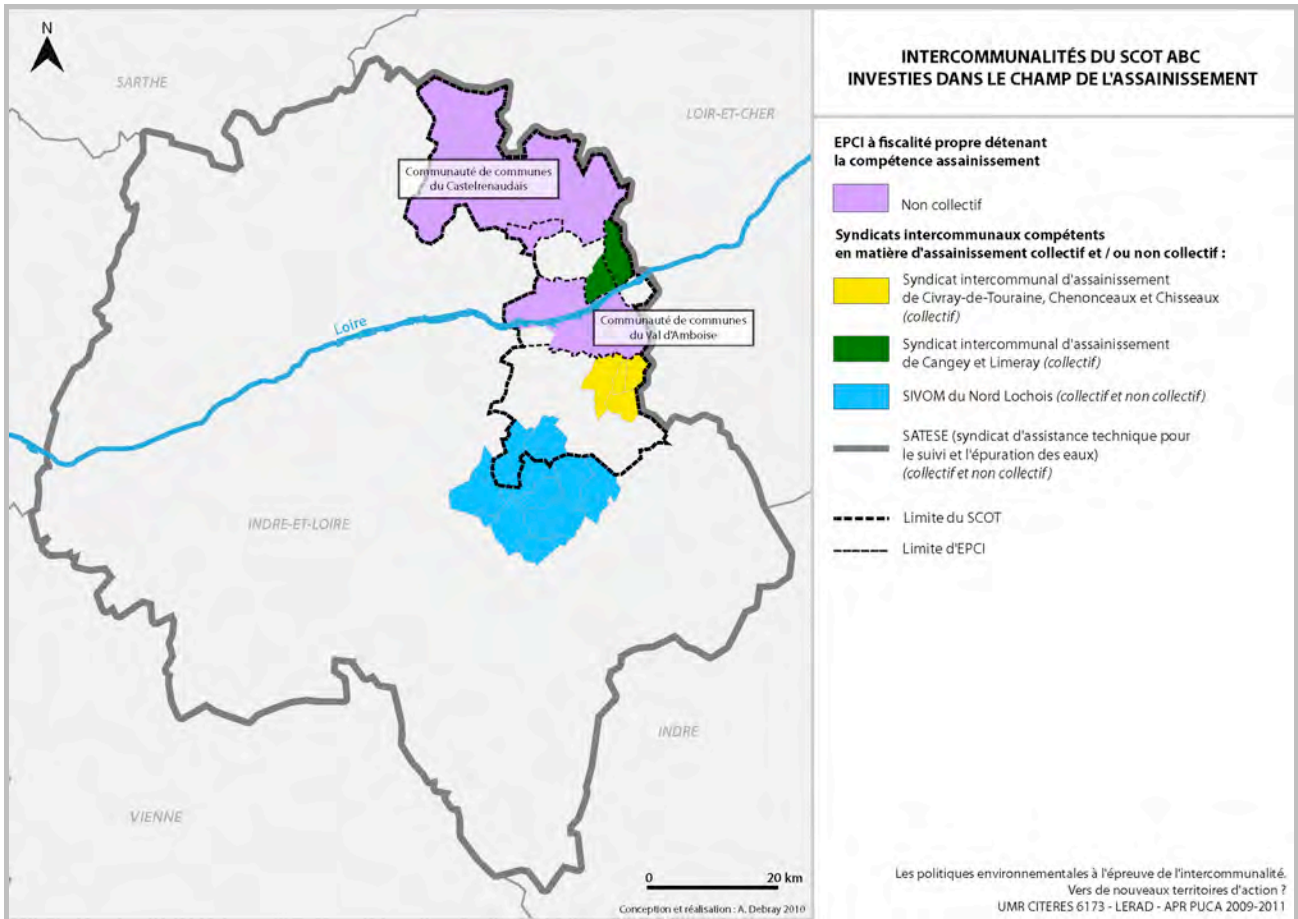 N
SARTHE
LOIR-ET-CHER
Communauté de communes
du Castelrenaudais
Loire
Communauté de communes
du Val d'Amboise
INDRE-ET-LOIRE
INDRE
VIENNE
0 20 km
Conception et réalisation : A. Debray 2010
INTERCOMMUNALITÉS DU SCOT ABC
INVESTIES DANS LE CHAMP DE L'ASSAINISSEMENT
EPCI à fiscalité propre détenant
la compétence assainissement
Non collectif
Syndicats intercommunaux compétents
en matière d'assainissement collectif et / ou non collectif :
Syndicat intercommunal d'assainissement
de Civray-de-Touraine, Chenonceaux et Chisseaux
(collectif)
Syndicat intercommunal d'assainissement
de Cangey et Limeray (collectif)
SIVOM du Nord Lochois (collectif et non collectif)
SATESE (syndicat d'assistance technique pour
le suivi et l'épuration des eaux)
(collectif et non collectif)
Limite du SCOT
Limite d'EPCI
Les politiques environnementales à l'épreuve de l'intercommunalité.
Vers de nouveaux territoires d'action ?
UMR CITERES 6173 - LERAD - APR PUCA 2009-2011